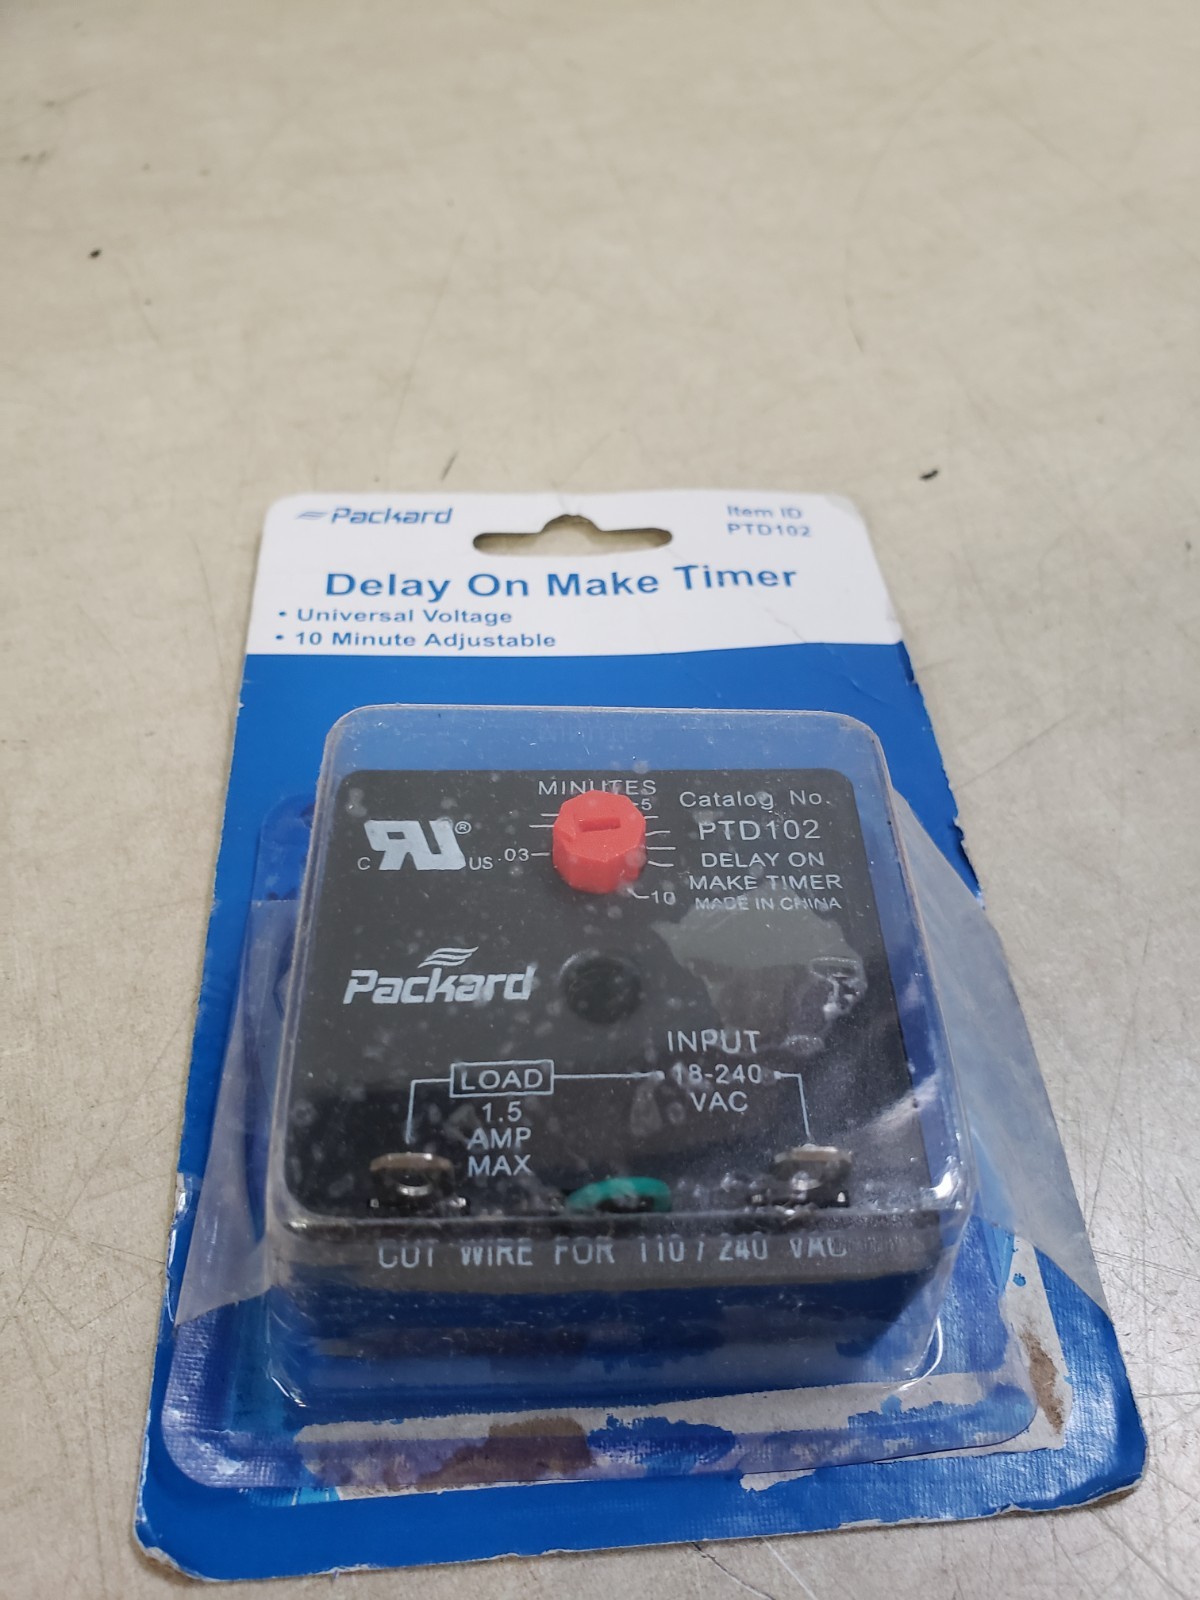 Packard
Item ID
PTD102
Delay On Make Timer
• Universal Voltage
• 10 Minute Adjustable
MINUTES
5
.03
10
C RU® US
Catalog No.
PTD102
DELAY ON
MAKE TIMER
MADE IN CHINA
Packard
INPUT
18-240
VAC
LOAD
1.5
AMP
MAX
CUT WIRE FOR 110 / 240 VAC